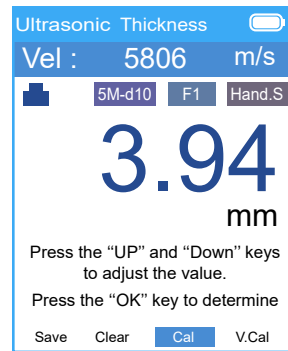 Ultrasonic Thickness
Vel : 5806 m/s
5M-d10 F1 Hand.S
3.94
mm
Press the “UP” and “Down” keys
to adjust the value.
Press the “OK” key to determine
Save Clear Cal V.Cal